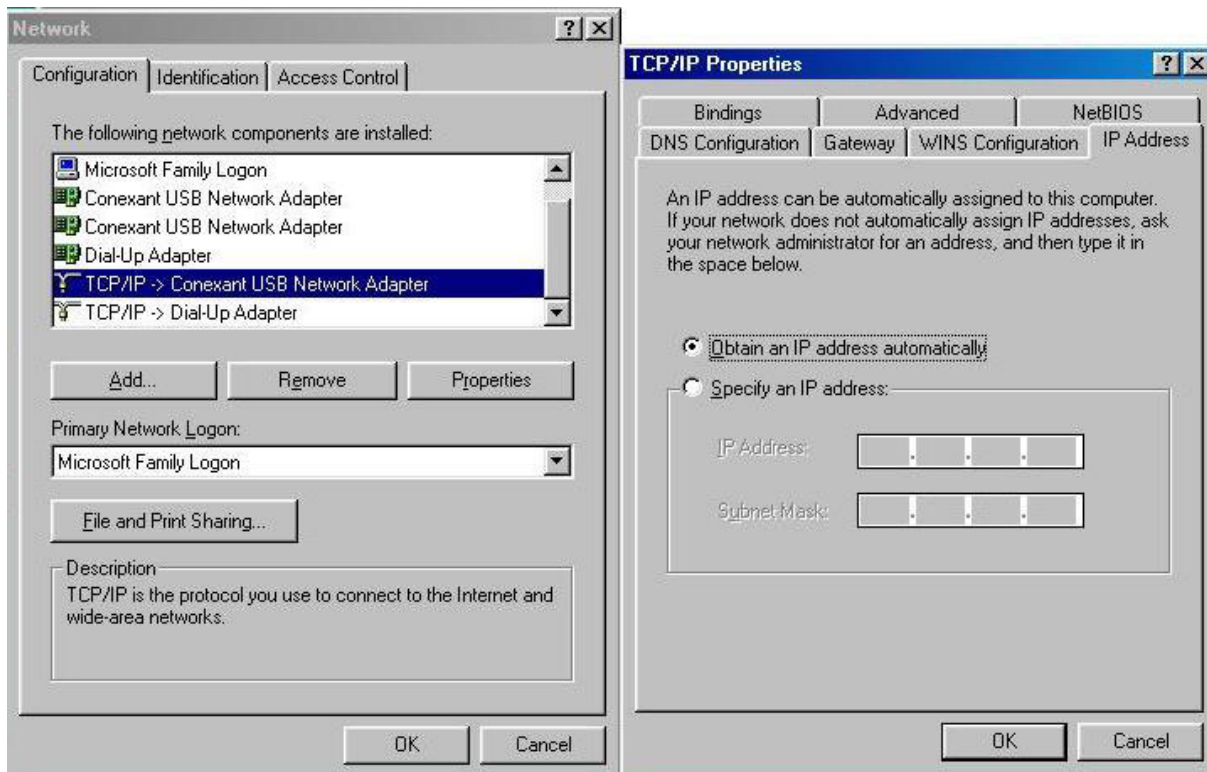 Network
Configuration
Identification
Access Control
The following network components are installed:
Microsoft Family Logon
Conexant USB Network Adapter
Conexant USB Network Adapter
Dial-Up Adapter
TCP/IP -> Conexant USB Network Adapter
TCP/IP -> Dial-Up Adapter
Add...
Remove
Properties
Primary Network Logon:
Microsoft Family Logon
File and Print Sharing...
Description
TCP/IP is the protocol you use to connect to the Internet and
wide-area networks.
OK
Cancel
TCP/IP Properties
Bindings
Advanced
NetBIOS
DNS Configuration
Gateway
WINS Configuration
IP Address
An IP address can be automatically assigned to this computer.
If your network does not automatically assign IP addresses, ask
your network administrator for an address, and then type it in
the space below.
Obtain an IP address automatically
Specify an IP address:
IP Address:
Subnet Mask:
OK
Cancel